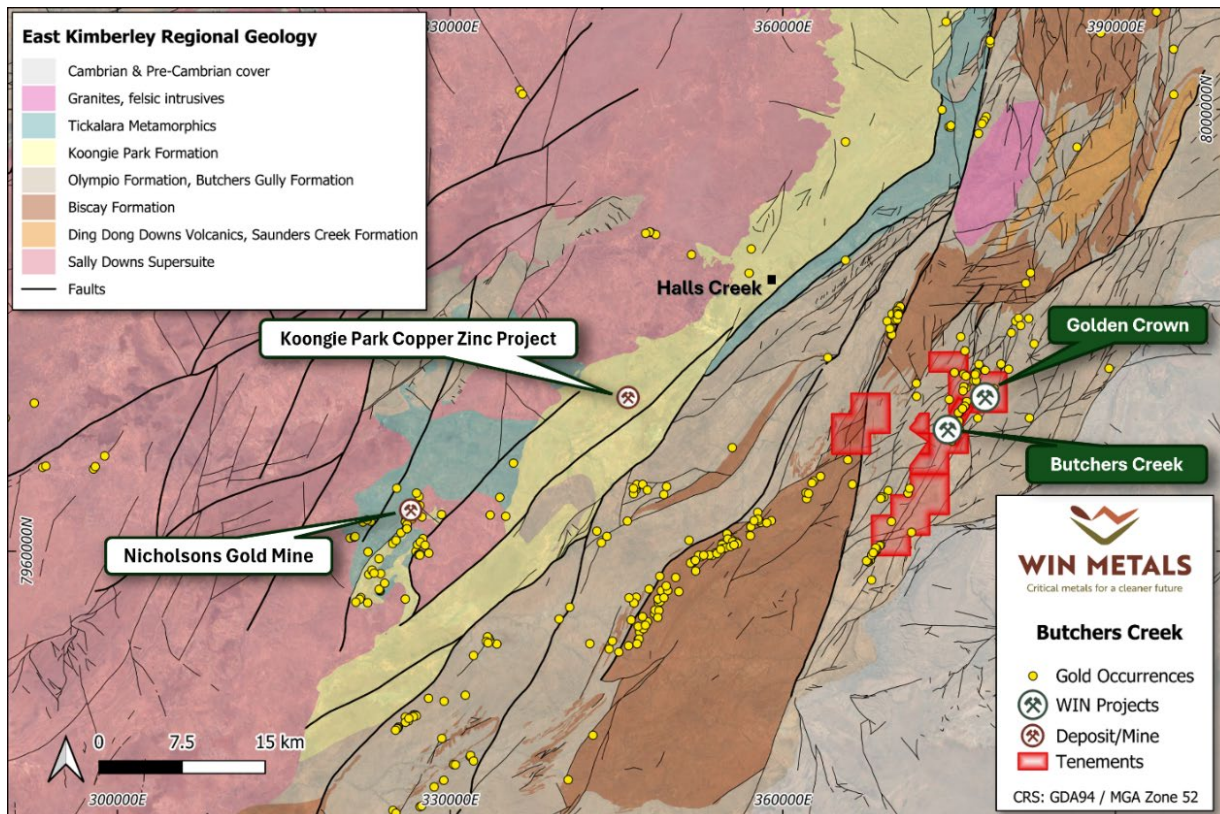 East Kimberley Regional Geology
Cambrian & Pre-Cambrian cover
Granites, felsic intrusives
Tickalara Metamorphics
Koongie Park Formation
Olympio Formation, Butchers Gully Formation
Biscay Formation
Ding Dong Downs Volcanics, Saunders Creek Formation
Sally Downs Supersuite
Faults
330000E
360000E
390000E
8000000N
Halls Creek
Koongie Park Copper Zinc Project
Golden Crown
Butchers Creek
Nicholsons Gold Mine
7960000N
WIN METALS
Critical metals for a cleaner future
Butchers Creek
Gold Occurrences
WIN Projects
Deposit/Mine
Tenements
CRS: GDA94 / MGA Zone 52
0 7.5 15 km
300000E
330000E
360000E